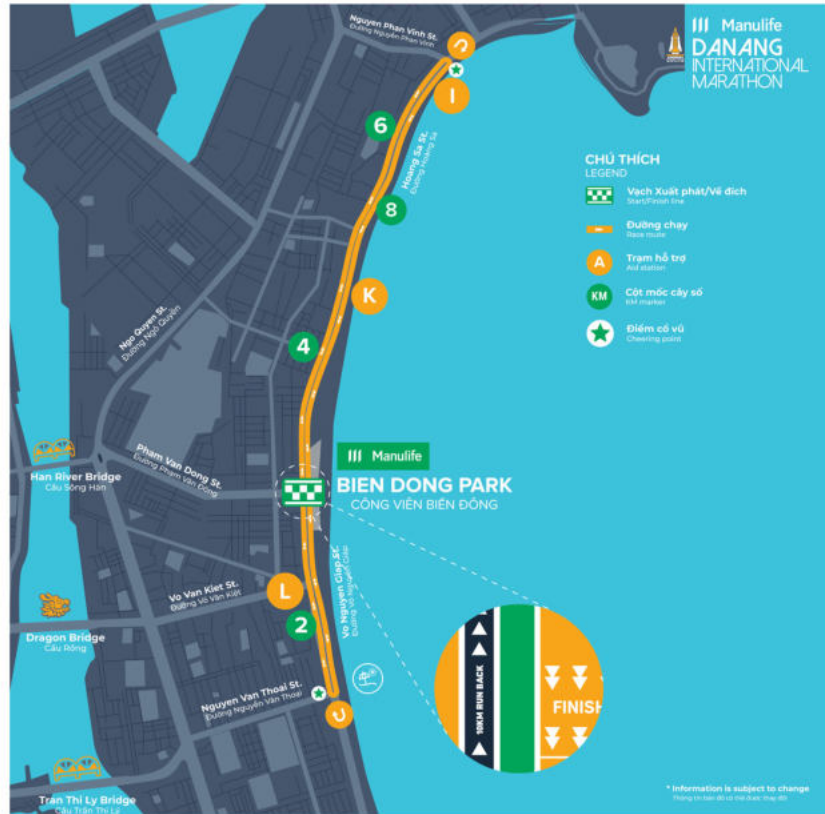 Manulife
DANANG
INTERNATIONAL
MARATHON
Nguyen Phan Vinh St.
Đường Nguyễn Phan Vinh
I
6
Hoang Sa St.
Đường Hoàng Sa
8
CHÚ THÍCH
LEGEND
Vạch Xuất phát/Về đích
Start/Finish line
Đường chạy
Race route
A
Trạm hỗ trợ
Aid station
KM
Cột mốc cây số
KM marker
Điểm cổ vũ
Cheering point
K
Ngo Quyen St.
Đường Ngô Quyền
4
Manulife
Pham Van Dong St.
Đường Phạm Văn Đồng
Han River Bridge
Cầu Sông Hàn
BIEN DONG PARK
CÔNG VIÊN BIỂN ĐÔNG
Vo Nguyen Giap St.
Đường Võ Nguyên Giáp
L
Vo Van Kiet St.
Đường Võ Văn Kiệt
2
Dragon Bridge
Cầu Rồng
Nguyen Van Thoai St.
Đường Nguyễn Văn Thoại
10KM RUN BACK
FINISH
Tran Thi Ly Bridge
Cầu Trần Thị Lý
* Information is subject to change
Thông tin bản đồ có thể được thay đổi